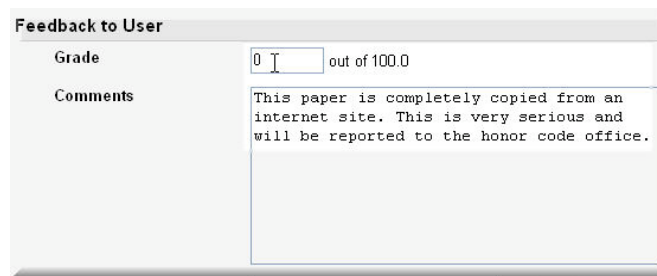 Feedback to User
Grade
0 out of 100.0
Comments
This paper is completely copied from an
internet site. This is very serious and
will be reported to the honor code office.